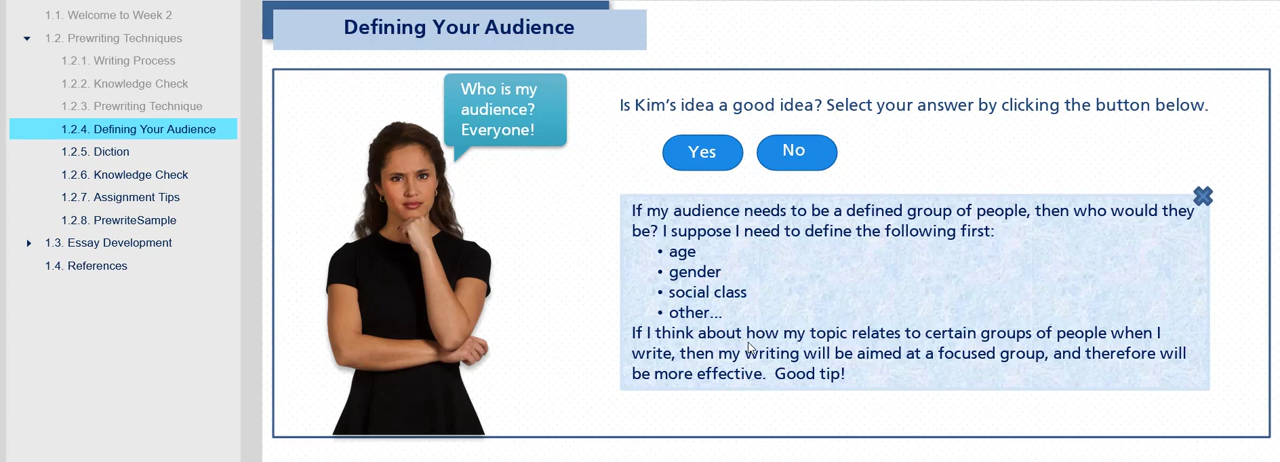 1.1. Welcome to Week 2
1.2. Prewriting Techniques
1.2.1. Writing Process
1.2.2. Knowledge Check
1.2.3. Prewriting Technique
1.2.4. Defining Your Audience
1.2.5. Diction
1.2.6. Knowledge Check
1.2.7. Assignment Tips
1.2.8. PrewriteSample
1.3. Essay Development
1.4. References
Defining Your Audience
Who is my
audience?
Everyone!
Is Kim's idea a good idea? Select your answer by clicking the button below.
Yes
No
If my audience needs to be a defined group of people, then who would they
be? I suppose I need to define the following first:
• age
• gender
• social class
• other...
If I think about how my topic relates to certain groups of people when I
write, then my writing will be aimed at a focused group, and therefore will
be more effective.  Good tip!